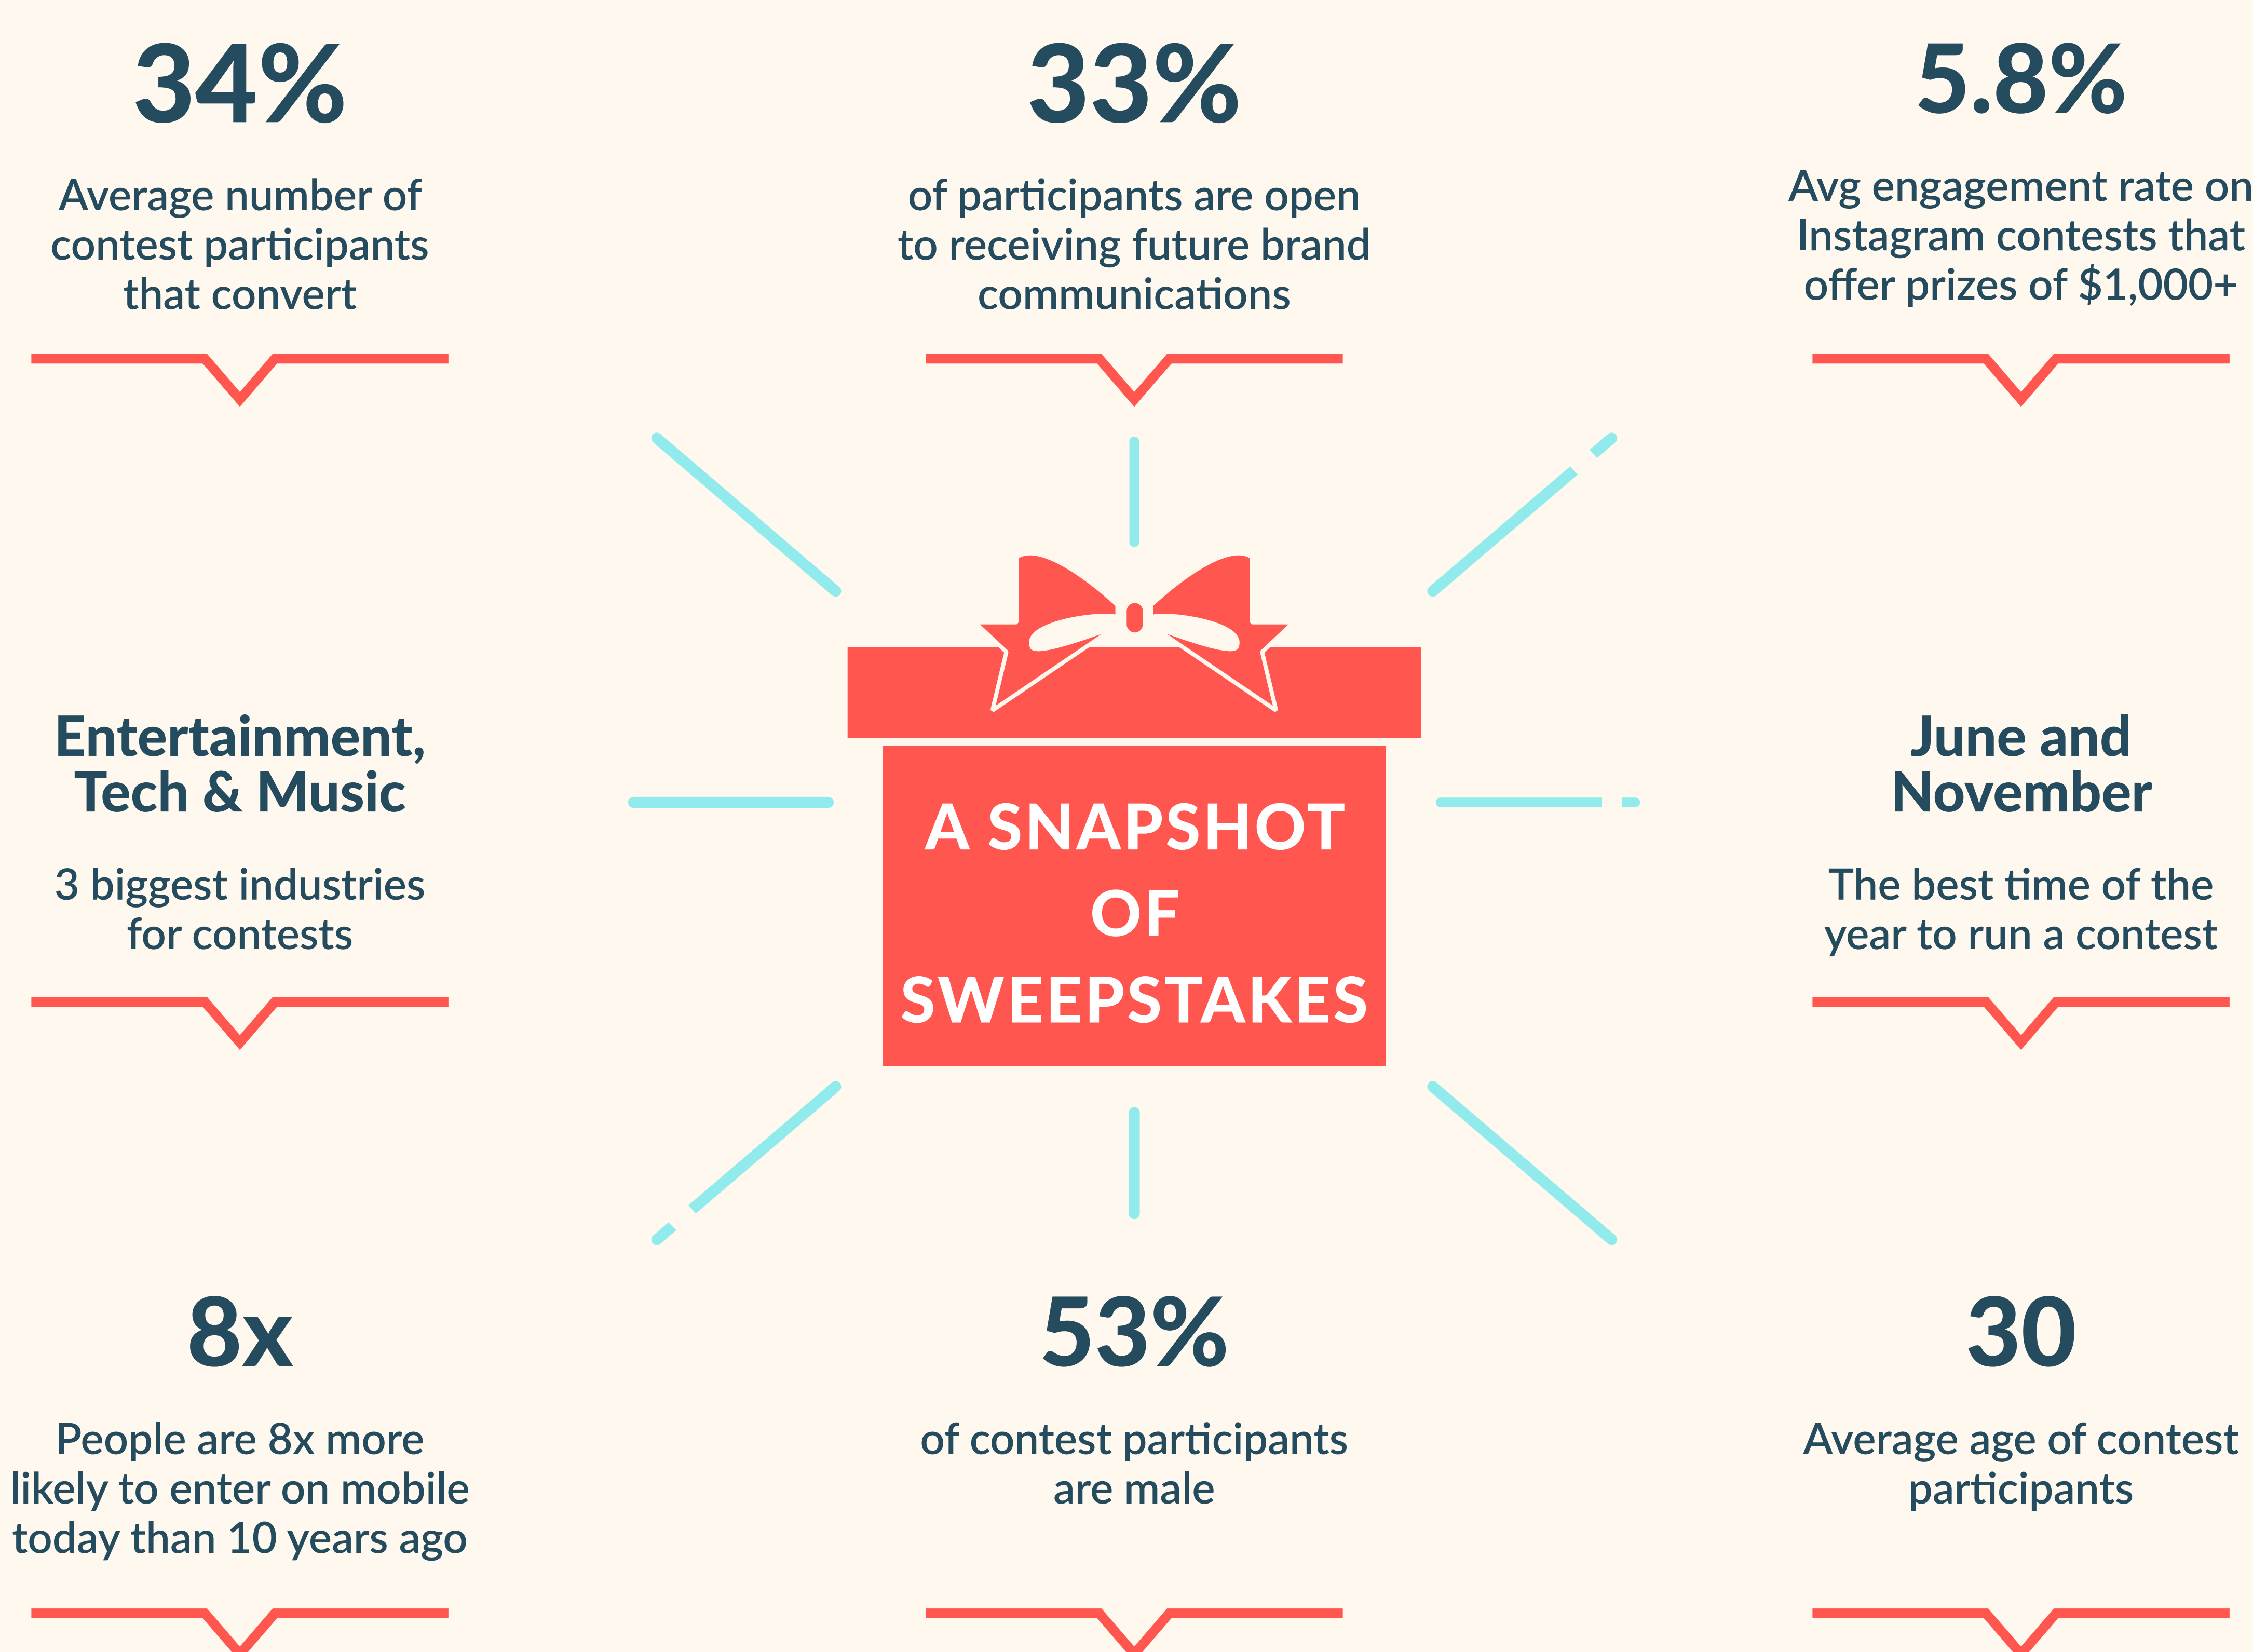 34%
Average number of
contest participants
that convert
33%
of participants are open
to receiving future brand
communications
5.8%
Avg engagement rate on
Instagram contests that
offer prizes of $1,000+
Entertainment,
Tech & Music
3 biggest industries
for contests
A SNAPSHOT
OF
SWEEPSTAKES
June and
November
The best time of the
year to run a contest
8x
People are 8x more
likely to enter on mobile
today than 10 years ago
53%
of contest participants
are male
30
Average age of contest
participants